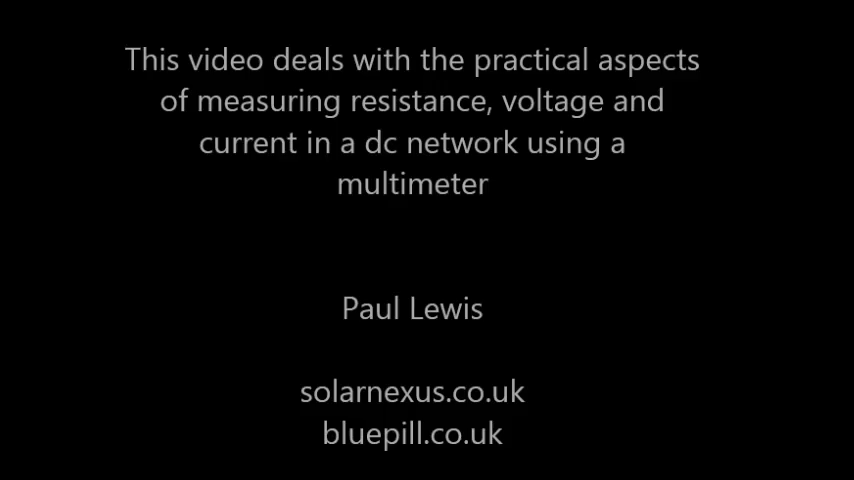 This video deals with the practical aspects
of measuring resistance, voltage and
current in a dc network using a
multimeter
Paul Lewis
solarnexus.co.uk
bluepill.co.uk